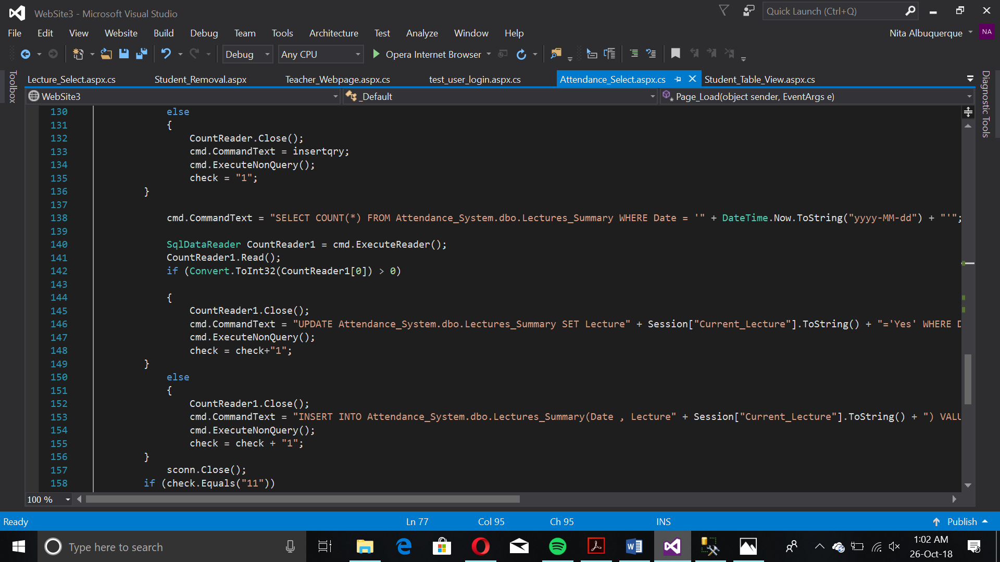 WebSite3 - Microsoft Visual Studio
Quick Launch (Ctrl+Q)
File Edit View Website Build Debug Team Tools Architecture Test Analyze Window Help
Nita Albuquerque NA
Debug Any CPU Opera Internet Browser
Toolbox
Lecture_Select.aspx.cs Student_Removal.aspx Teacher_Webpage.aspx.cs test_user_login.aspx.cs Attendance_Select.aspx.cs Student_Table_View.aspx.cs
Diagnostic Tools
WebSite3 _Default Page_Load(object sender, EventArgs e)
130 else
131 {
132 CountReader.Close();
133 cmd.CommandText = insertqry;
134 cmd.ExecuteNonQuery();
135 check = "1";
136 }
137
138 cmd.CommandText = "SELECT COUNT(*) FROM Attendance_System.dbo.Lectures_Summary WHERE Date = '" + DateTime.Now.ToString("yyyy-MM-dd") + "'";
139
140 SqlDataReader CountReader1 = cmd.ExecuteReader();
141 CountReader1.Read();
142 if (Convert.ToInt32(CountReader1[0]) > 0)
143
144 {
145 CountReader1.Close();
146 cmd.CommandText = "UPDATE Attendance_System.dbo.Lectures_Summary SET Lecture" + Session["Current_Lecture"].ToString() + "='Yes' WHERE D
147 cmd.ExecuteNonQuery();
148 check = check+"1";
149 }
150 else
151 {
152 CountReader1.Close();
153 cmd.CommandText = "INSERT INTO Attendance_System.dbo.Lectures_Summary(Date , Lecture" + Session["Current_Lecture"].ToString() + ") VALU
154 cmd.ExecuteNonQuery();
155 check = check + "1";
156 }
157 sconn.Close();
158 if (check.Equals("11"))
100 %
Ready Ln 77 Col 95 Ch 95 INS Publish
Type here to search
1:02 AM
26-Oct-18